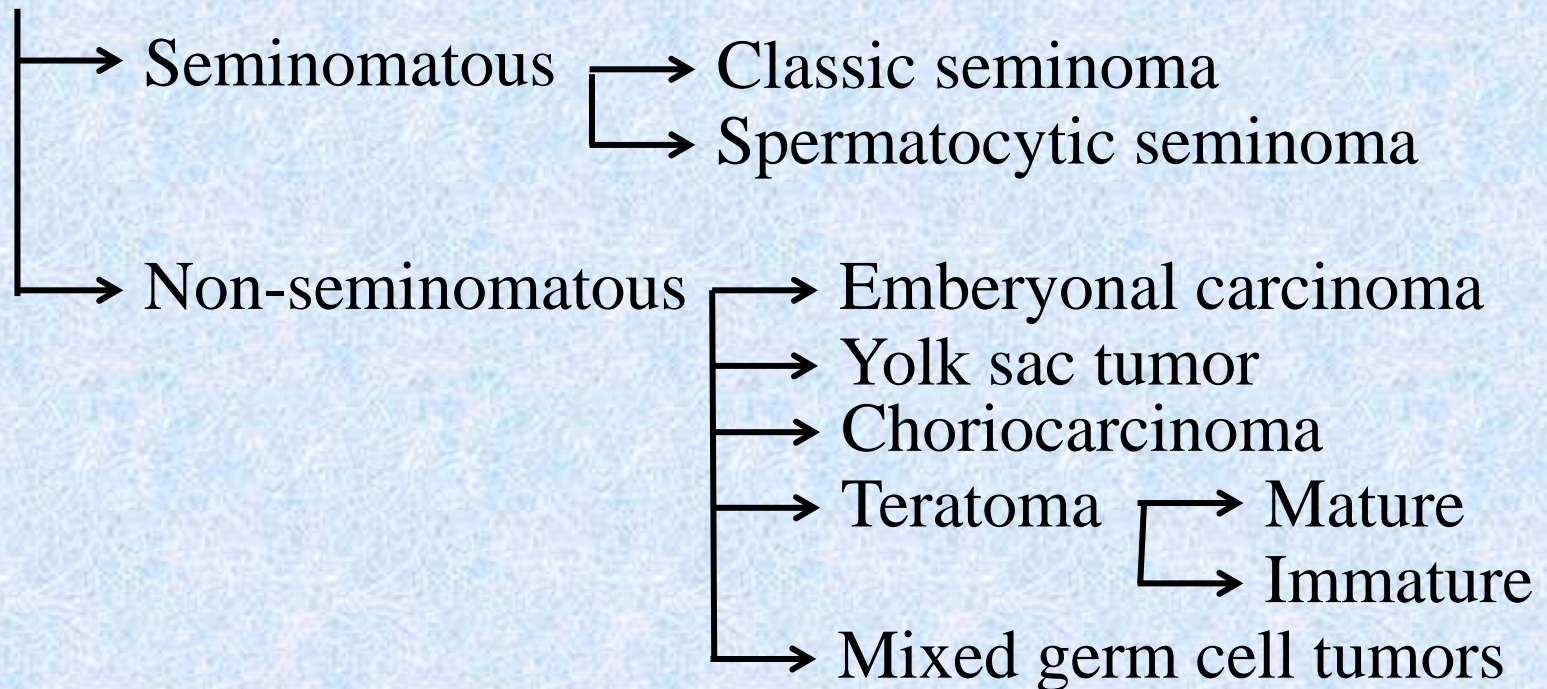 Seminomatous Classic seminoma
Spermatocytic seminoma
Non-seminomatous Emberyonal carcinoma
Yolk sac tumor
Choriocarcinoma
Teratoma Mature
Immature
Mixed germ cell tumors